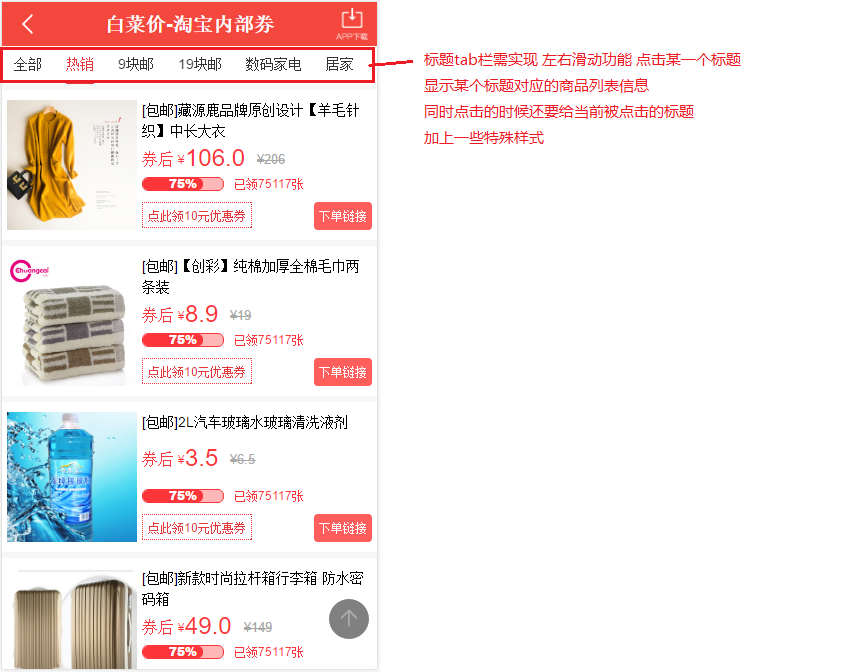 白菜价-淘宝内部券
APP下载
全部 热销 9块邮 19块邮 数码家电 居家
标题tab栏需实现 左右滑动功能 点击某一个标题
显示某个标题对应的商品列表信息
同时点击的时候还要给当前被点击的标题
加上一些特殊样式
[包邮]藏源鹿品牌原创设计【羊毛针
织】中长大衣
券后 ¥106.0 ¥206
75% 已领75117张
点此领10元优惠券 下单链接
Chuangcai
[包邮]【创彩】纯棉加厚全棉毛巾两
条装
券后 ¥8.9 ¥19
75% 已领75117张
点此领10元优惠券 下单链接
[包邮]2L汽车玻璃水玻璃清洗液剂
券后 ¥3.5 ¥6.5
75% 已领75117张
点此领10元优惠券 下单链接
[包邮]新款时尚拉杆箱行李箱 防水密
码箱
券后 ¥49.0 ¥149
75% 已领75117张